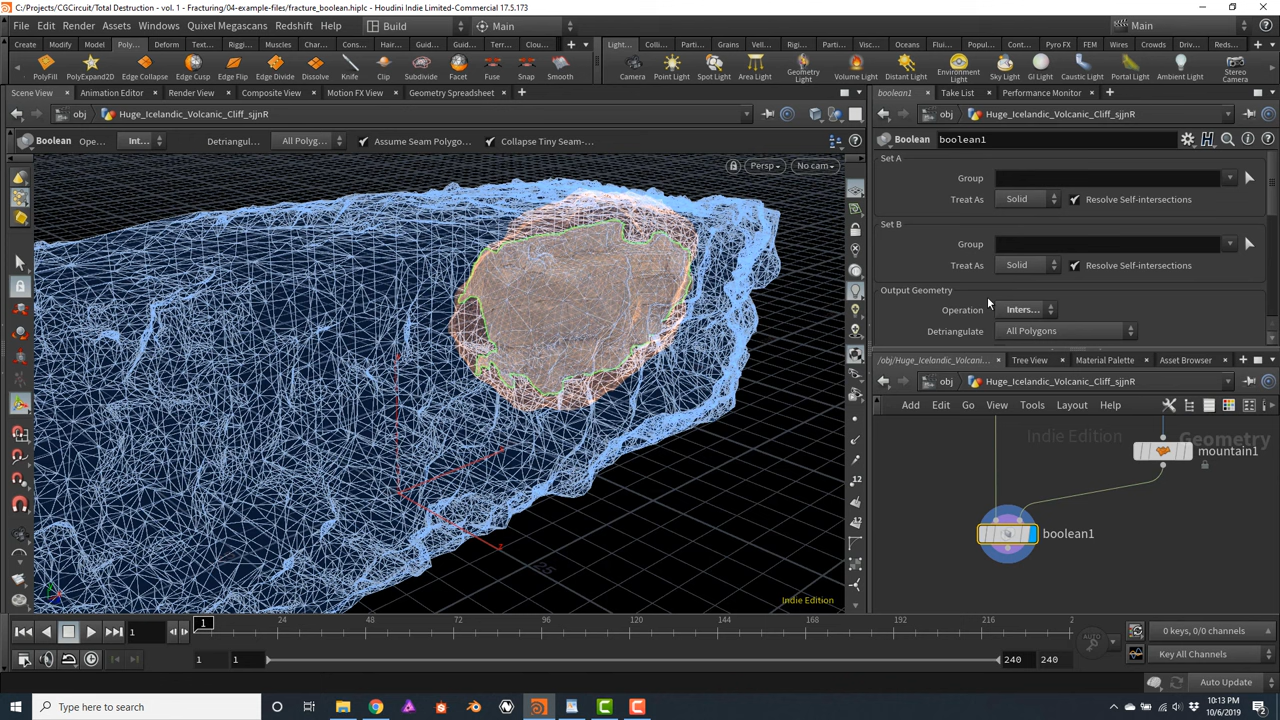 C:/Projects/CGCircuit/Total Destruction - vol. 1 - Fracturing/04-example-files/fracture_boolean.hiplc - Houdini Indie Limited-Commercial 17.5.173
File Edit Render Assets Windows Quixel Megascans Redshift Help Build Main Main
Create Modify Model Poly... Deform Text... Riggi... Muscles Char... Cons... Hair... Guid... Guid... Terr... Clou... Light... Colli... Parti... Grains Vell... Rigi... Parti... Visc... Oceans Flui... Popul... Cont... Pyro FX FEM Wires Crowds Driv... Reds...
PolyFill PolyExpand2D Edge Collapse Edge Cusp Edge Flip Edge Divide Dissolve Knife Clip Subdivide Facet Fuse Snap Smooth Camera Point Light Spot Light Area Light Geometry Light Volume Light Distant Light Environment Light Sky Light GI Light Caustic Light Portal Light Ambient Light Stereo Camera
Scene View Animation Editor Render View Composite View Motion FX View Geometry Spreadsheet
boolean1 Take List Performance Monitor
obj Huge_Icelandic_Volcanic_Cliff_sjjnR
obj Huge_Icelandic_Volcanic_Cliff_sjjnR
Boolean Ope... Int... Detriangul... All Polyg... Assume Seam Polygo... Collapse Tiny Seam-...
Boolean boolean1
Persp No cam
Set A
Group
Treat As Solid Resolve Self-intersections
Set B
Group
Treat As Solid Resolve Self-intersections
Output Geometry
Operation Inters...
Detriangulate All Polygons
/obj/Huge_Icelandic_Volcani... Tree View Material Palette Asset Browser
obj Huge_Icelandic_Volcanic_Cliff_sjjnR
Add Edit Go View Tools Layout Help
Indie Edition Geometry
mountain1
boolean1
25
Indie Edition
1 1 24 48 72 96 120 144 168 192 216 2
0 keys, 0/0 channels
1 1 240 240 Key All Channels
AUTO
Auto Update
Type here to search
10:13 PM
10/6/2019